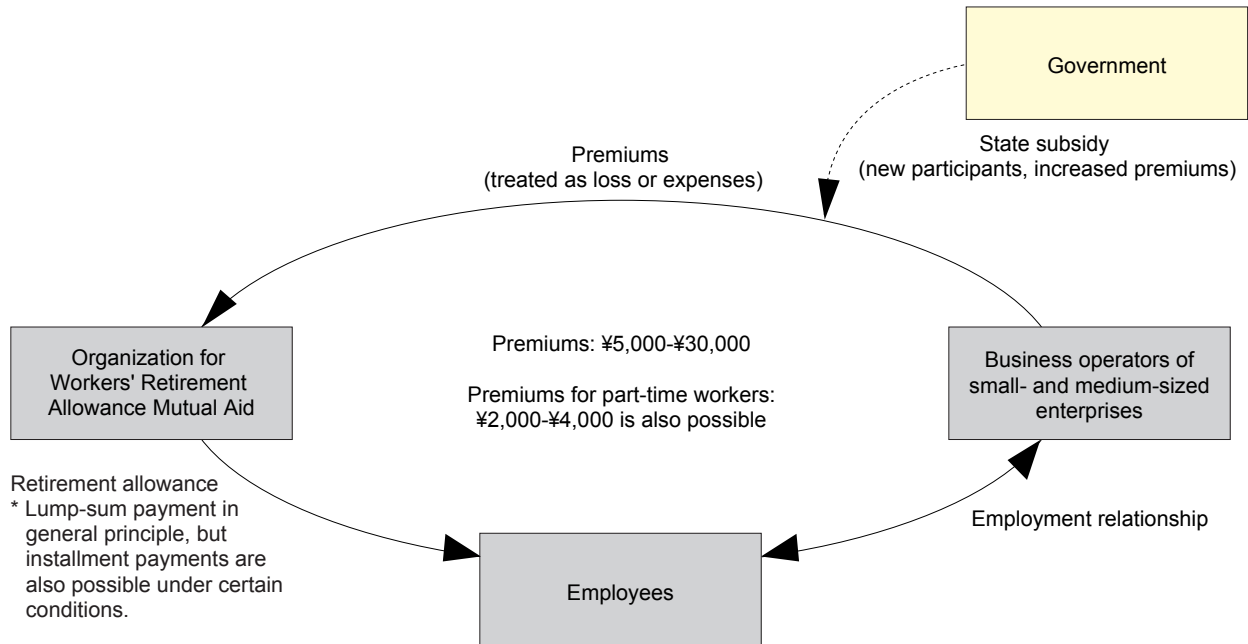 Government
State subsidy
(new participants, increased premiums)
Premiums
(treated as loss or expenses)
Organization for
Workers' Retirement
Allowance Mutual Aid
Premiums: ¥5,000-¥30,000
Premiums for part-time workers:
¥2,000-¥4,000 is also possible
Business operators of
small- and medium-sized
enterprises
Retirement allowance
* Lump-sum payment in
general principle, but
installment payments are
also possible under certain
conditions.
Employment relationship
Employees